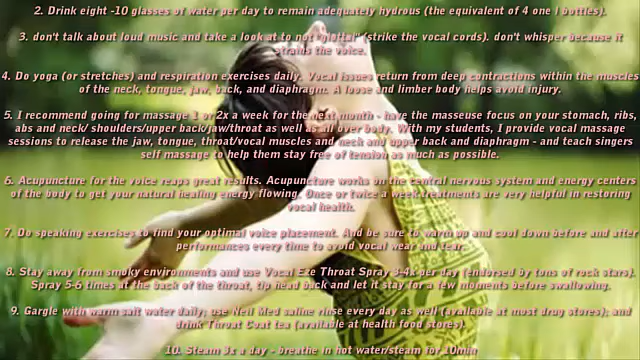 2. Drink eight -10 glasses of water per day to remain adequately hydrous (the equivalent of 4 one l bottles).
3. don't talk about loud music and take a look at to not "glottal" (strike the vocal cords). don't whisper because it
strains the voice.
4. Do yoga (or stretches) and respiration exercises daily. Vocal issues return from deep contractions within the muscles
of the neck, tongue, jaw, back, and diaphragm. A loose and limber body helps avoid injury.
5. I recommend going for massage 1 or 2x a week for the next month - have the masseuse focus on your stomach, ribs,
abs and neck/ shoulders/upper back/jaw/throat as well as all over body. With my students, I provide vocal massage
sessions to release the jaw, tongue, throat/vocal muscles and neck and upper back and diaphragm - and teach singers
self massage to help them stay free of tension as much as possible.
6. Acupuncture for the voice reaps great results. Acupuncture works on the central nervous system and energy centers
of the body to get your natural healing energy flowing. Once or twice a week treatments are very helpful in restoring
vocal health.
7. Do speaking exercises to find your optimal voice placement. And be sure to warm up and cool down before and after
performances every time to avoid vocal wear and tear.
8. Stay away from smoky environments and use Vocal Eze Throat Spray 3-4x per day (endorsed by tons of rock stars).
Spray 5-6 times at the back of the throat, tip head back and let it stay for a few moments before swallowing.
9. Gargle with warm salt water daily; use Neil Med saline rinse every day as well (available at most drug stores); and
drink Throat Coat tea (available at health food stores).
10. Steam 3x a day - breathe in hot water/steam for 10min